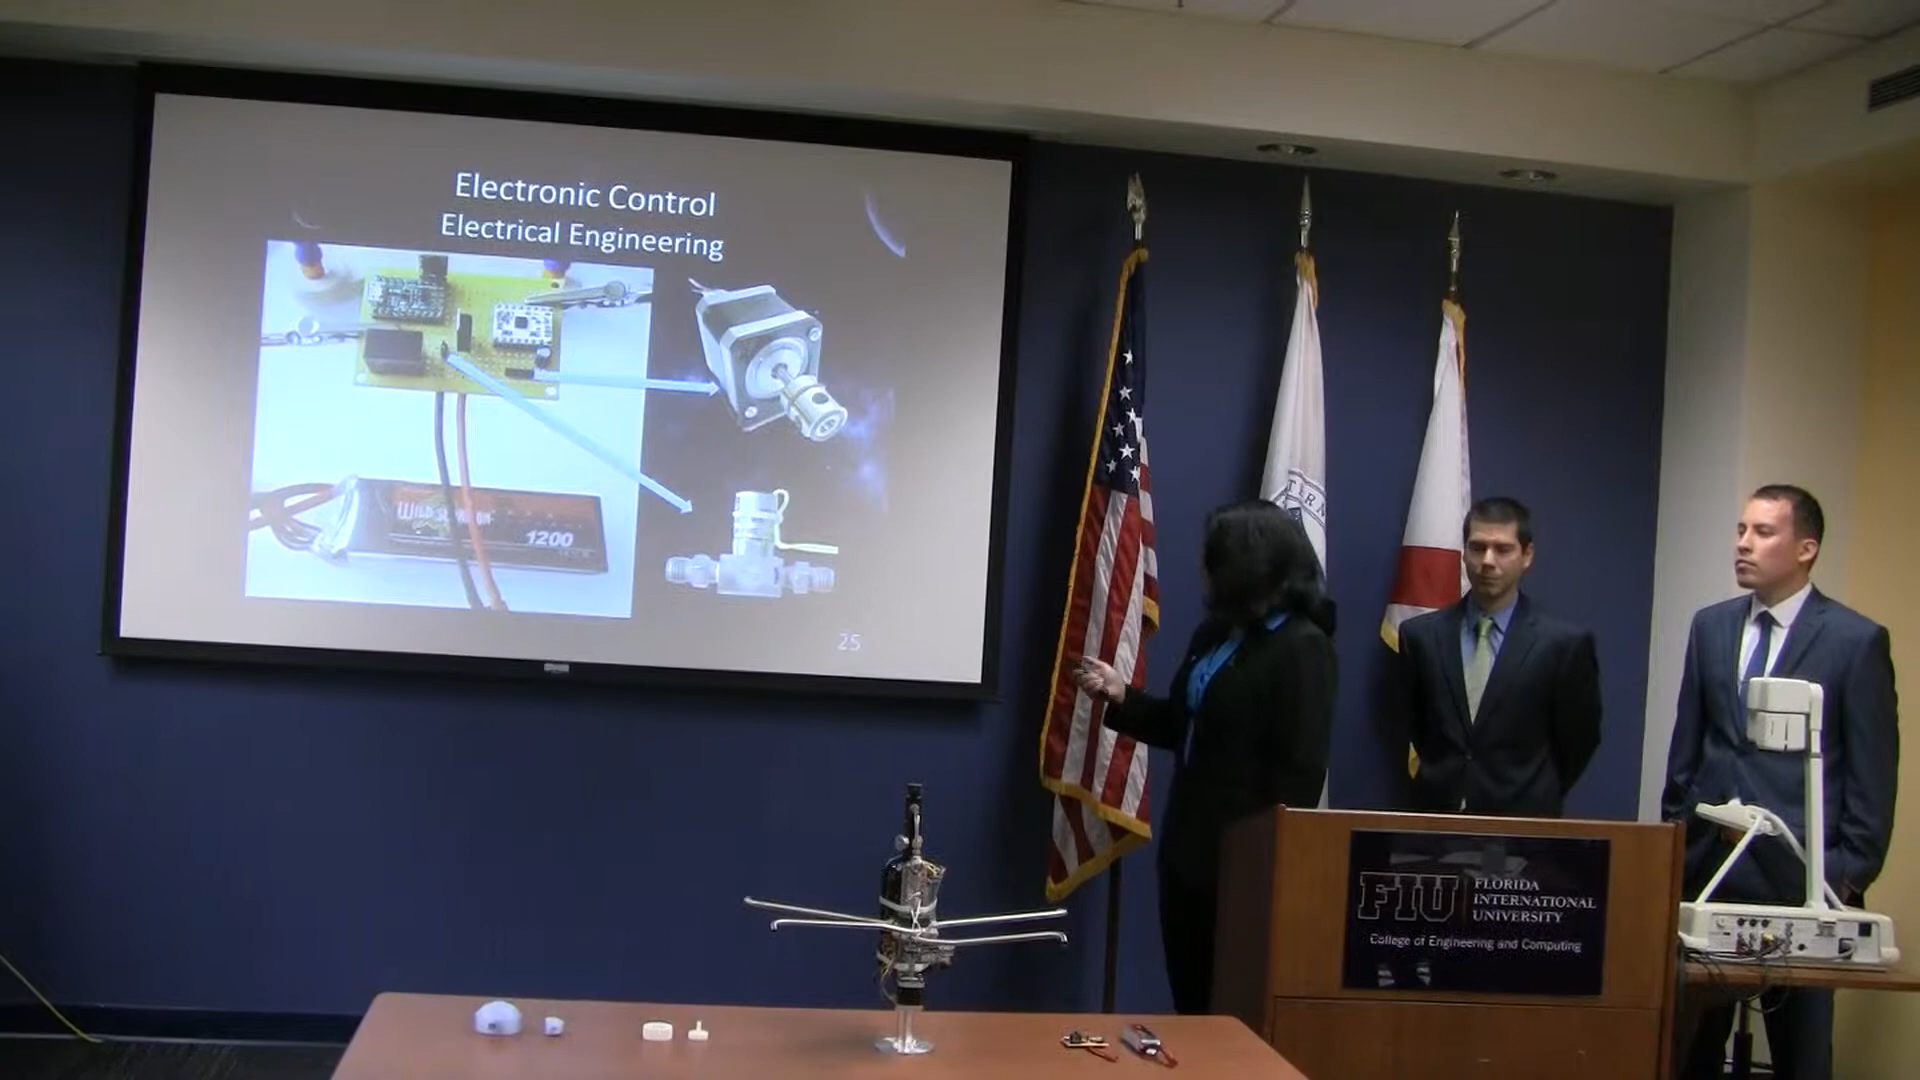 Electronic Control
Electrical Engineering
1200
25
FIU
FLORIDA
INTERNATIONAL
UNIVERSITY
College of Engineering and Computing